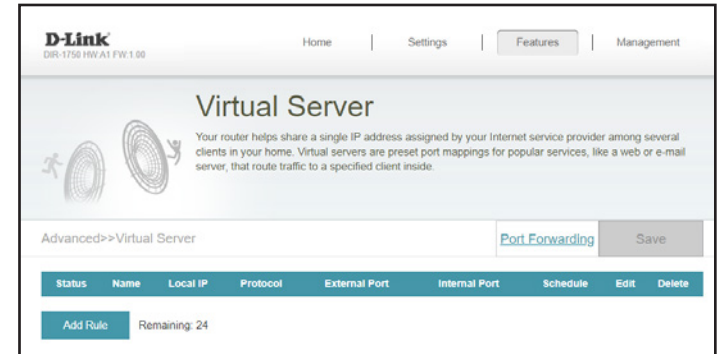 D-Link
DIR-1750 HW:A1 FW:1.00
Home | Settings | Features | Management
Virtual Server
Your router helps share a single IP address assigned by your Internet service provider among several
clients in your home. Virtual servers are preset port mappings for popular services, like a web or e-mail
server, that route traffic to a specified client inside.
Advanced>>Virtual Server
Port Forwarding
Save
Status Name Local IP Protocol External Port Internal Port Schedule Edit Delete
Add Rule Remaining: 24